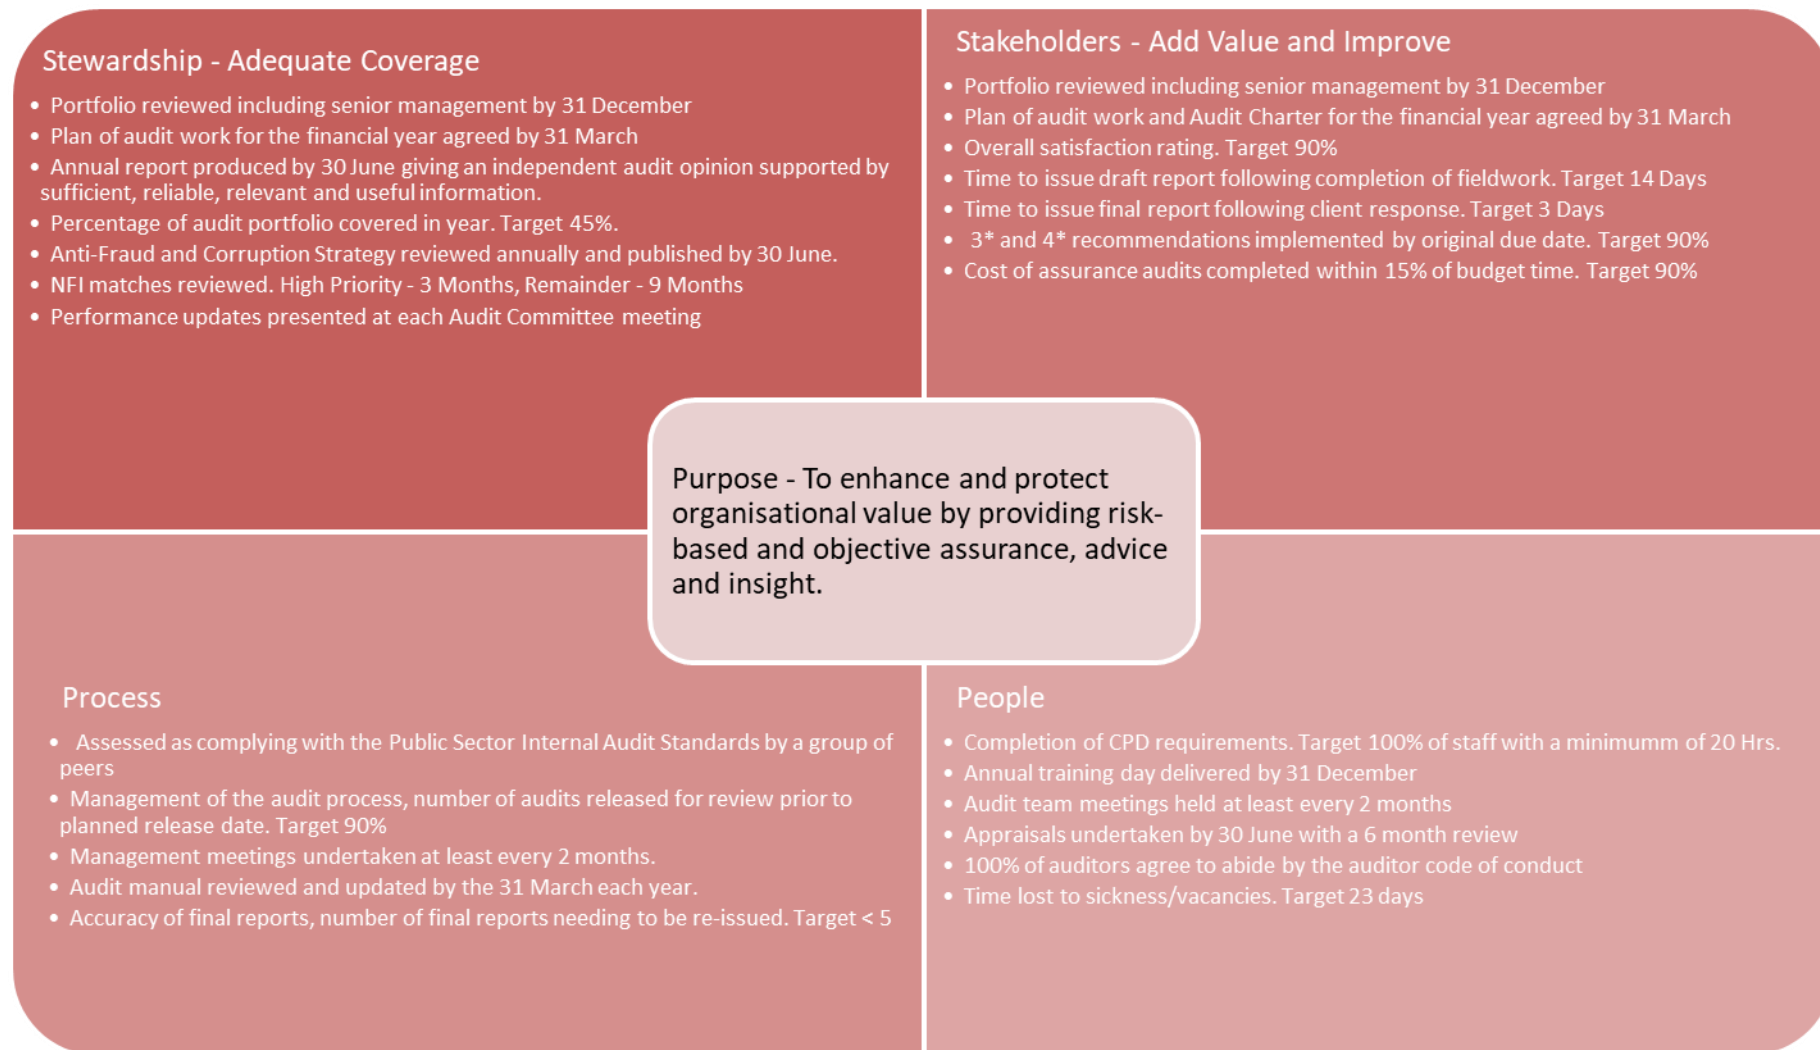 Stewardship - Adequate Coverage
• Portfolio reviewed including senior management by 31 December
• Plan of audit work for the financial year agreed by 31 March
• Annual report produced by 30 June giving an independent audit opinion supported by
sufficient, reliable, relevant and useful information.
• Percentage of audit portfolio covered in year. Target 45%.
• Anti-Fraud and Corruption Strategy reviewed annually and published by 30 June.
• NFI matches reviewed. High Priority - 3 Months, Remainder - 9 Months
• Performance updates presented at each Audit Committee meeting
Stakeholders - Add Value and Improve
• Portfolio reviewed including senior management by 31 December
• Plan of audit work and Audit Charter for the financial year agreed by 31 March
• Overall satisfaction rating. Target 90%
• Time to issue draft report following completion of fieldwork. Target 14 Days
• Time to issue final report following client response. Target 3 Days
• 3* and 4* recommendations implemented by original due date. Target 90%
• Cost of assurance audits completed within 15% of budget time. Target 90%
Purpose - To enhance and protect
organisational value by providing risk-
based and objective assurance, advice
and insight.
Process
• Assessed as complying with the Public Sector Internal Audit Standards by a group of
peers
• Management of the audit process, number of audits released for review prior to
planned release date. Target 90%
• Management meetings undertaken at least every 2 months.
• Audit manual reviewed and updated by the 31 March each year.
• Accuracy of final reports, number of final reports needing to be re-issued. Target < 5
People
• Completion of CPD requirements. Target 100% of staff with a minimumm of 20 Hrs.
• Annual training day delivered by 31 December
• Audit team meetings held at least every 2 months
• Appraisals undertaken by 30 June with a 6 month review
• 100% of auditors agree to abide by the auditor code of conduct
• Time lost to sickness/vacancies. Target 23 days